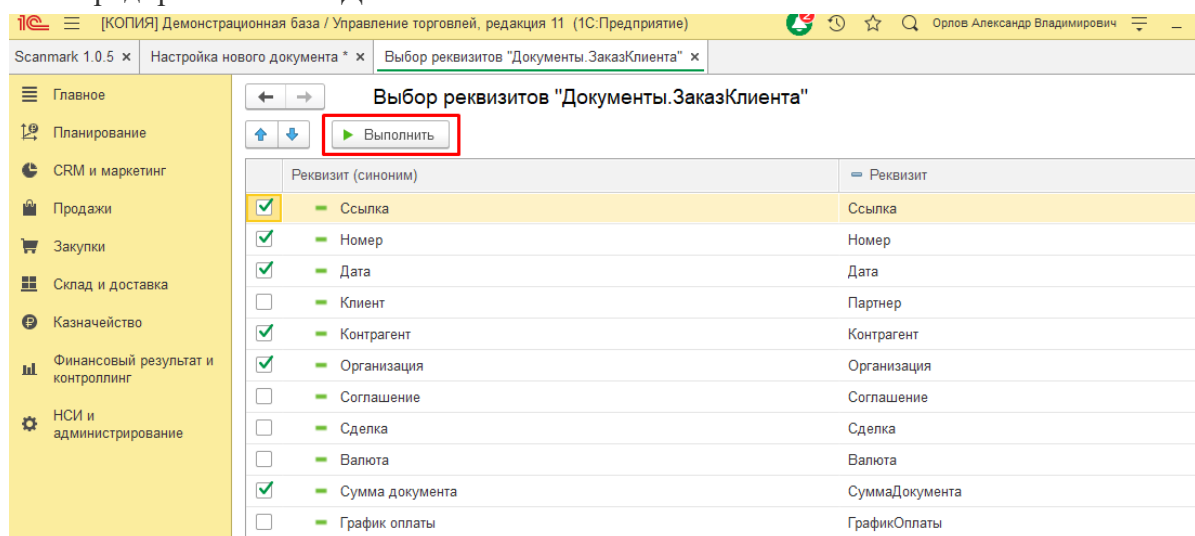 1С [КОПИЯ] Демонстрационная база / Управление торговлей, редакция 11 (1С:Предприятие) Орлов Александр Владимирович
Scanmark 1.0.5 × Настройка нового документа * × Выбор реквизитов "Документы.ЗаказКлиента" ×
Главное
Планирование
CRM и маркетинг
Продажи
Закупки
Склад и доставка
Казначейство
Финансовый результат и
контроллинг
НСИ и
администрирование
Выбор реквизитов "Документы.ЗаказКлиента"
Выполнить
Реквизит (синоним) Реквизит
Ссылка Ссылка
Номер Номер
Дата Дата
Клиент Партнер
Контрагент Контрагент
Организация Организация
Соглашение Соглашение
Сделка Сделка
Валюта Валюта
Сумма документа СуммаДокумента
График оплаты ГрафикОплаты